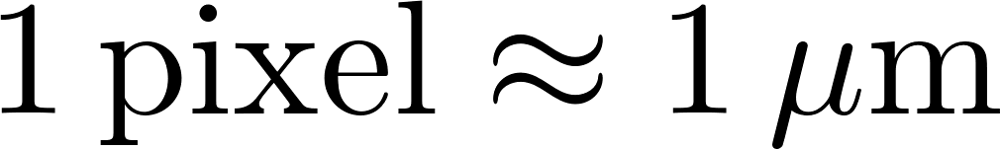 1 pixel ≈ 1 μm